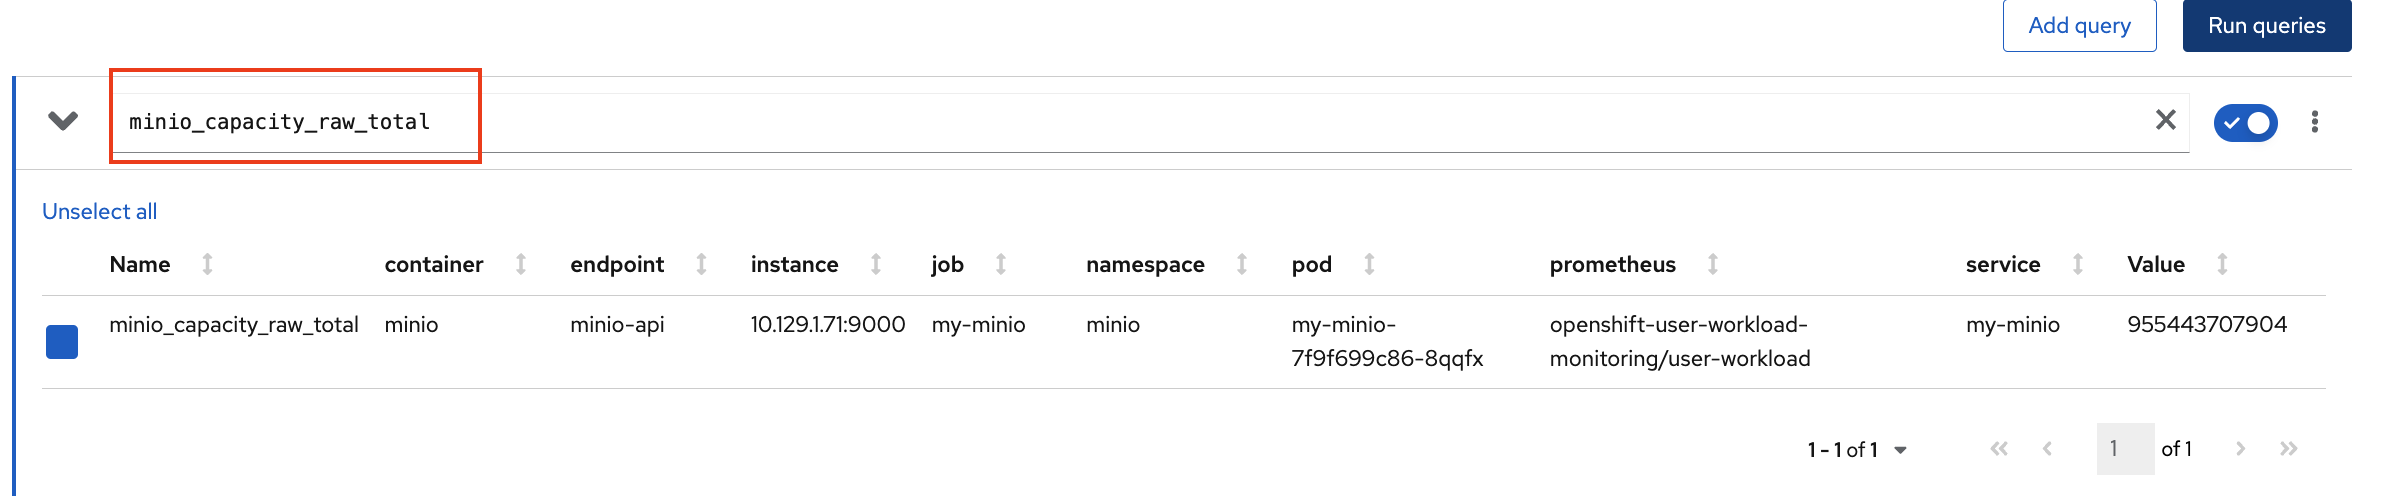 Add query Run queries
minio_capacity_raw_total
Unselect all
Name container endpoint instance job namespace pod prometheus service Value
minio_capacity_raw_total minio minio-api 10.129.1.71:9000 my-minio minio my-minio- openshift-user-workload- my-minio 955443707904
7f9f699c86-8qqfx monitoring/user-workload
1 - 1 of 1 1 of 1